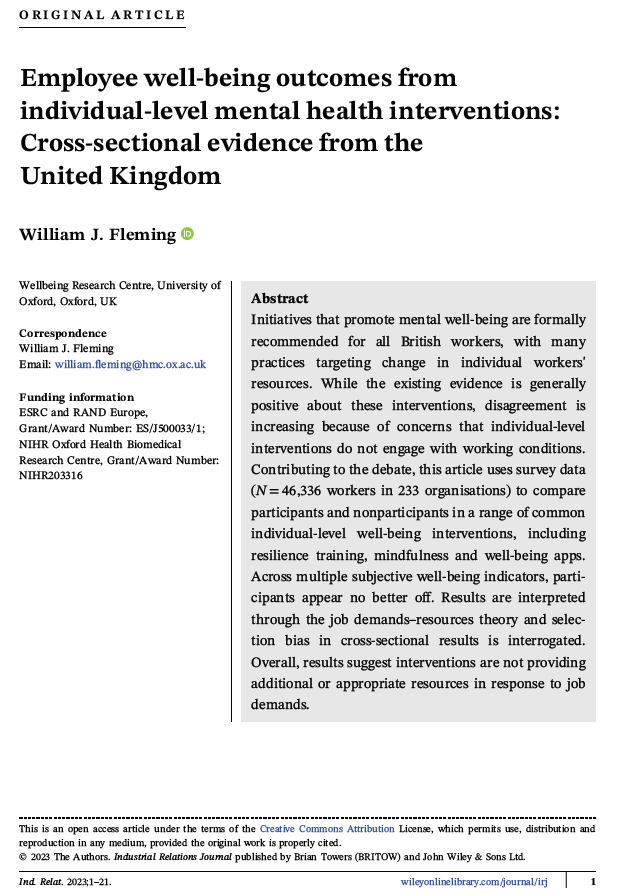 ORIGINAL ARTICLE
Employee well-being outcomes from
individual-level mental health interventions:
Cross-sectional evidence from the
United Kingdom
William J. Fleming iD
Wellbeing Research Centre, University of
Oxford, Oxford, UK
Correspondence
William J. Fleming
Email: william.fleming@hmc.ox.ac.uk
Funding information
ESRC and RAND Europe,
Grant/Award Number: ES/J500033/1;
NIHR Oxford Health Biomedical
Research Centre, Grant/Award Number:
NIHR203316
Abstract
Initiatives that promote mental well-being are formally
recommended for all British workers, with many
practices targeting change in individual workers'
resources. While the existing evidence is generally
positive about these interventions, disagreement is
increasing because of concerns that individual-level
interventions do not engage with working conditions.
Contributing to the debate, this article uses survey data
(N = 46,336 workers in 233 organisations) to compare
participants and nonparticipants in a range of common
individual-level well-being interventions, including
resilience training, mindfulness and well-being apps.
Across multiple subjective well-being indicators, parti-
cipants appear no better off. Results are interpreted
through the job demands–resources theory and selec-
tion bias in cross-sectional results is interrogated.
Overall, results suggest interventions are not providing
additional or appropriate resources in response to job
demands.
This is an open access article under the terms of the Creative Commons Attribution License, which permits use, distribution and
reproduction in any medium, provided the original work is properly cited.
© 2023 The Authors. Industrial Relations Journal published by Brian Towers (BRITOW) and John Wiley & Sons Ltd.
Ind. Relat. 2023;1–21.
wileyonlinelibrary.com/journal/irj
1